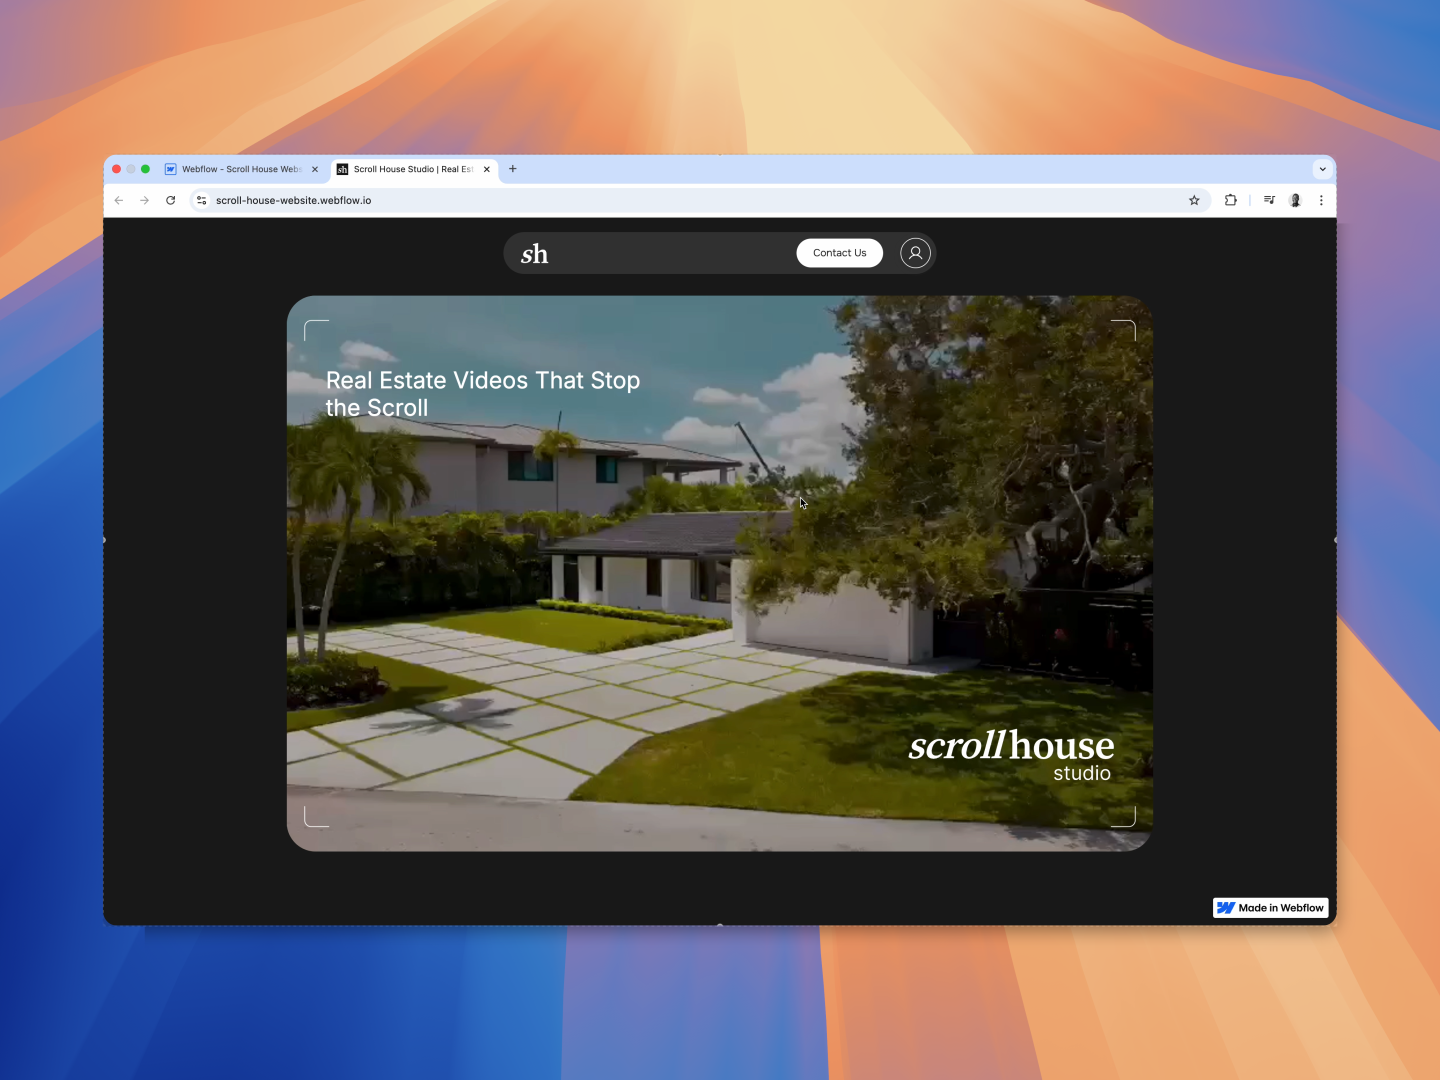 Webflow - Scroll House Webs
Scroll House Studio | Real Es
scroll-house-website.webflow.io
sh
Contact Us
Real Estate Videos That Stop
the Scroll
scroll house
studio
Made in Webflow